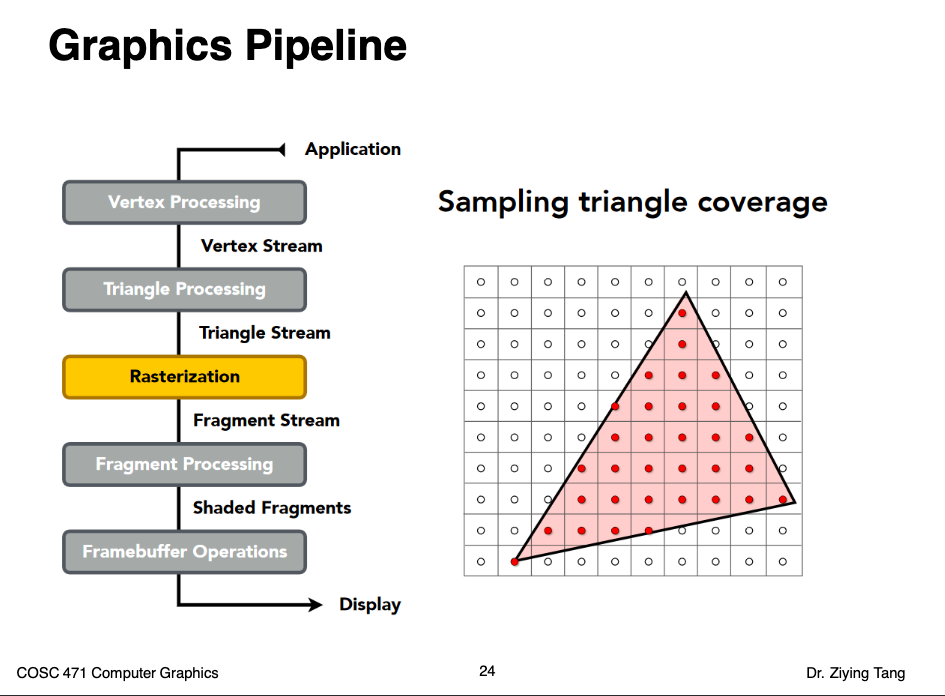 Graphics Pipeline
Application
Vertex Processing
Vertex Stream
Triangle Processing
Triangle Stream
Rasterization
Fragment Stream
Fragment Processing
Shaded Fragments
Framebuffer Operations
Display
Sampling triangle coverage
COSC 471 Computer Graphics
24
Dr. Ziying Tang